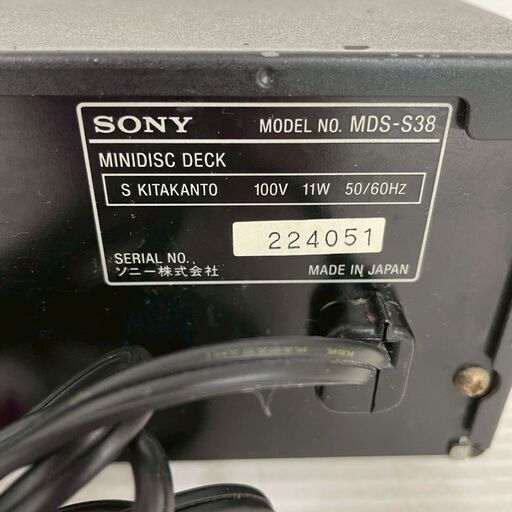 SONY MODEL NO. MDS-S38
MINIDISC DECK
S KITAKANTO 100V 11W 50/60HZ
SERIAL NO. 224051
ソニー株式会社 MADE IN JAPAN